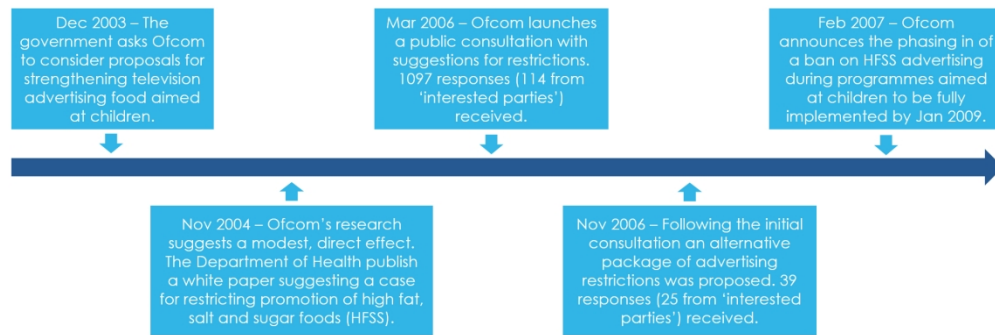 Dec 2003 – The
government asks Ofcom
to consider proposals for
strengthening television
advertising food aimed
at children.
Mar 2006 – Ofcom launches
a public consultation with
suggestions for restrictions.
1097 responses (114 from
‘interested parties’)
received.
Feb 2007 – Ofcom
announces the phasing in of
a ban on HFSS advertising
during programmes aimed
at children to be fully
implemented by Jan 2009.
Nov 2004 – Ofcom’s research
suggests a modest, direct effect.
The Department of Health publish
a white paper suggesting a case
for restricting promotion of high fat,
salt and sugar foods (HFSS).
Nov 2006 – Following the initial
consultation an alternative
package of advertising
restrictions was proposed. 39
responses (25 from ‘interested
parties’) received.